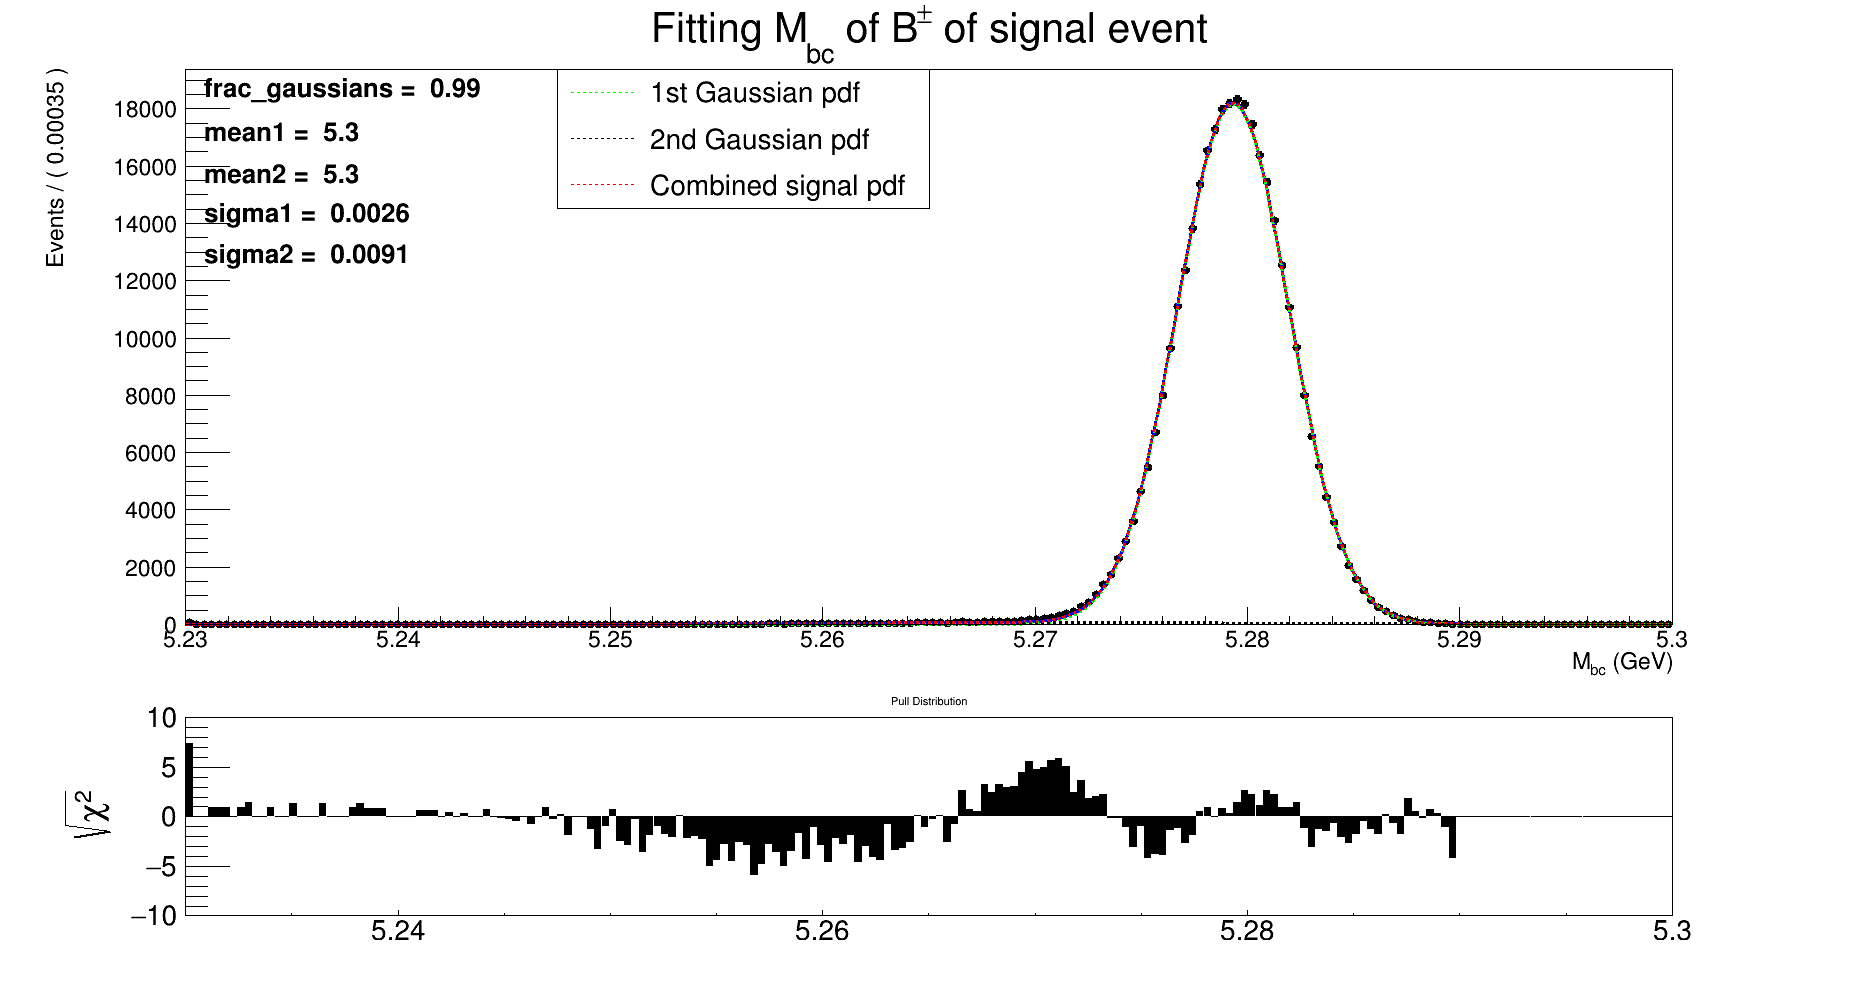 Fitting M_bc of B^± of signal event
Events / ( 0.00035 )
frac_gaussians = 0.99
mean1 = 5.3
mean2 = 5.3
sigma1 = 0.0026
sigma2 = 0.0091
1st Gaussian pdf
2nd Gaussian pdf
Combined signal pdf
18000
16000
14000
12000
10000
8000
6000
4000
2000
0
5.23 5.24 5.25 5.26 5.27 5.28 5.29 5.3
M_bc (GeV)
Pull Distribution
√χ²
10
5
0
−5
−10
5.24 5.26 5.28 5.3